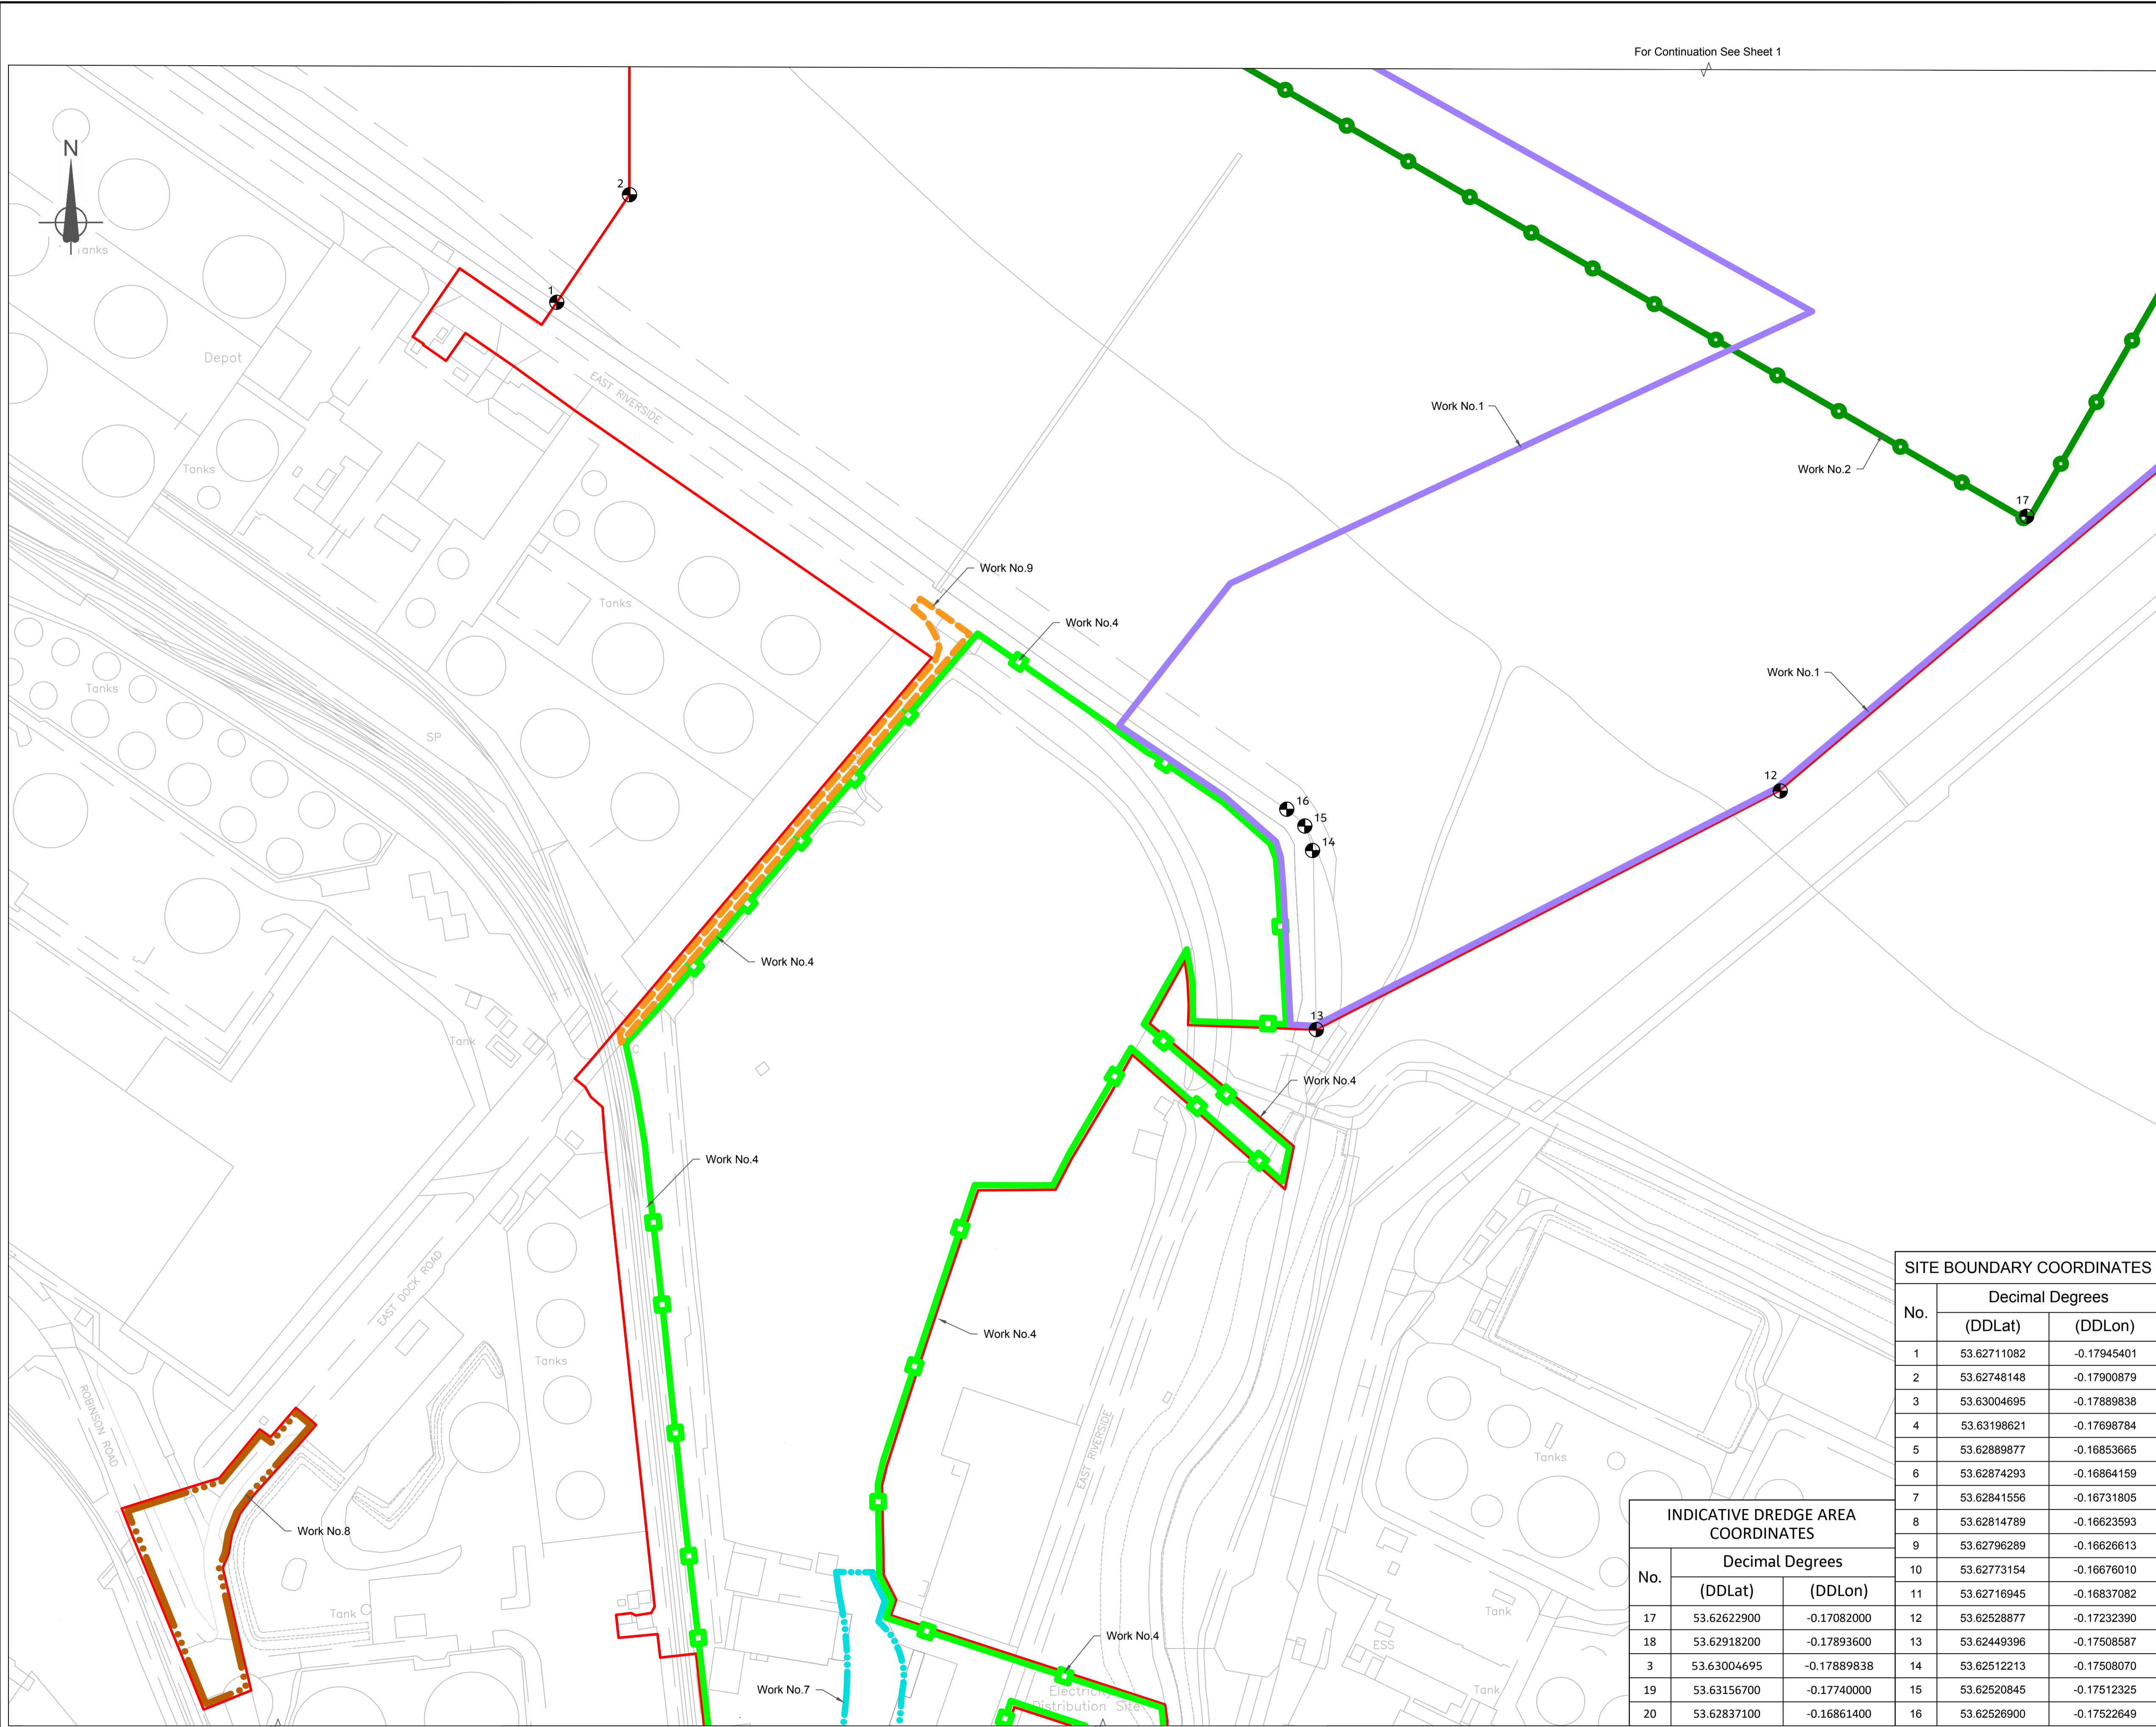 For Continuation See Sheet 1
N
Tanks
2
1
Depot
EAST RIVERSIDE
Tanks
Work No.1
Work No.2
17
Work No.9
Tanks
Work No.4
Work No.1
Tanks
SP
12
16
15
14
Work No.4
13
Tank
C
Work No.4
Work No.4
EAST DOCK ROAD
Work No.4
Tanks
ROBINSON ROAD
EAST RIVERSIDE
Tanks
Work No.8
Tank
Tank
ESS
Work No.4
Work No.7
Electricity
Distribution Site
Tank
SITE BOUNDARY COORDINATES
No.
Decimal Degrees
(DDLat) (DDLon)
1 53.62711082 -0.17945401
2 53.62748148 -0.17900879
3 53.63004695 -0.17889838
4 53.63198621 -0.17698784
5 53.62889877 -0.16853665
6 53.62874293 -0.16864159
7 53.62841556 -0.16731805
8 53.62814789 -0.16623593
9 53.62796289 -0.16626613
10 53.62773154 -0.16676010
11 53.62716945 -0.16837082
12 53.62528877 -0.17232390
13 53.62449396 -0.17508587
14 53.62512213 -0.17508070
15 53.62520845 -0.17512325
16 53.62526900 -0.17522649
INDICATIVE DREDGE AREA
COORDINATES
No.
Decimal Degrees
(DDLat) (DDLon)
17 53.62622900 -0.17082000
18 53.62918200 -0.17893600
3 53.63004695 -0.17889838
19 53.63156700 -0.17740000
20 53.62837100 -0.16861400